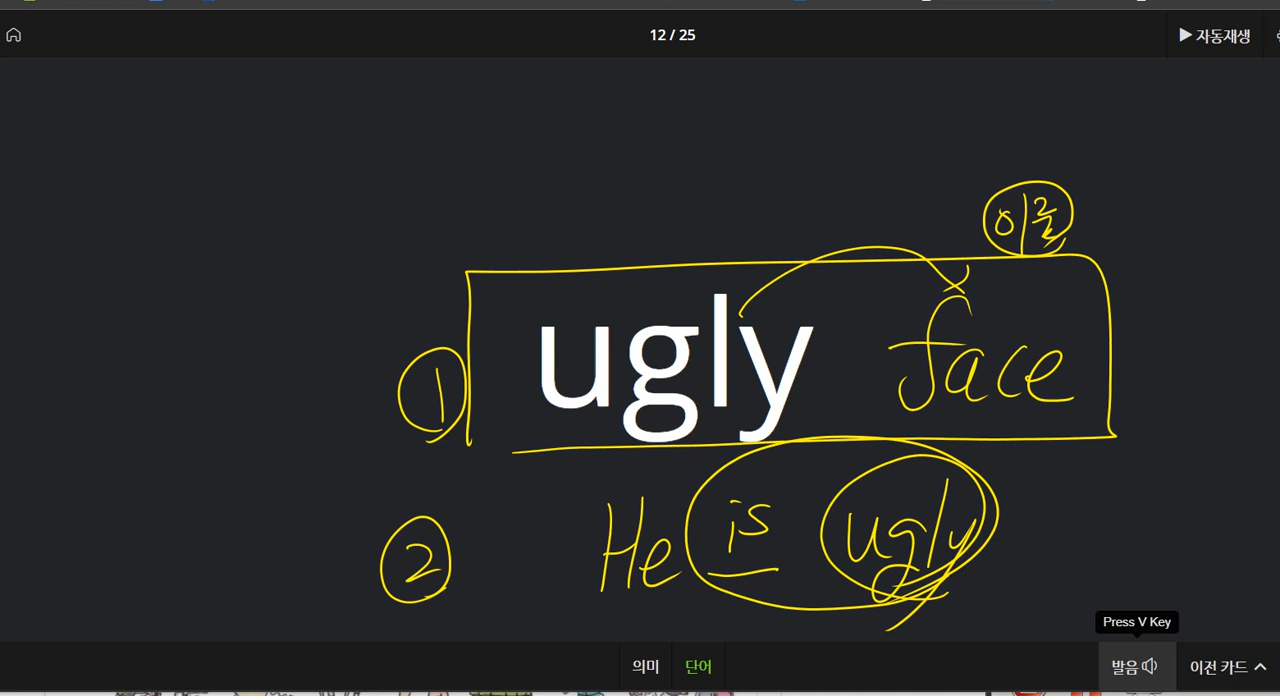 12 / 25
▶ 자동재생
이율
ugly face
①
② He is ugly
Press V Key
의미 단어 발음 이전 카드